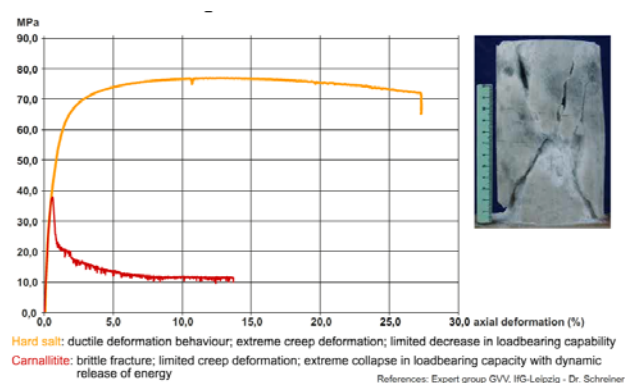 MPa
90,0
80,0
70,0
60,0
50,0
40,0
30,0
20,0
10,0
0,0
0,0 5,0 10,0 15,0 20,0 25,0 30,0 axial deformation (%)
Hard salt: ductile deformation behaviour; extreme creep deformation; limited decrease in loadbearing capability
Carnallitite: brittle fracture; limited creep deformation; extreme collapse in loadbearing capacity with dynamic
release of energy
References: Expert group GVV, IfG-Leipzig - Dr. Schreiner